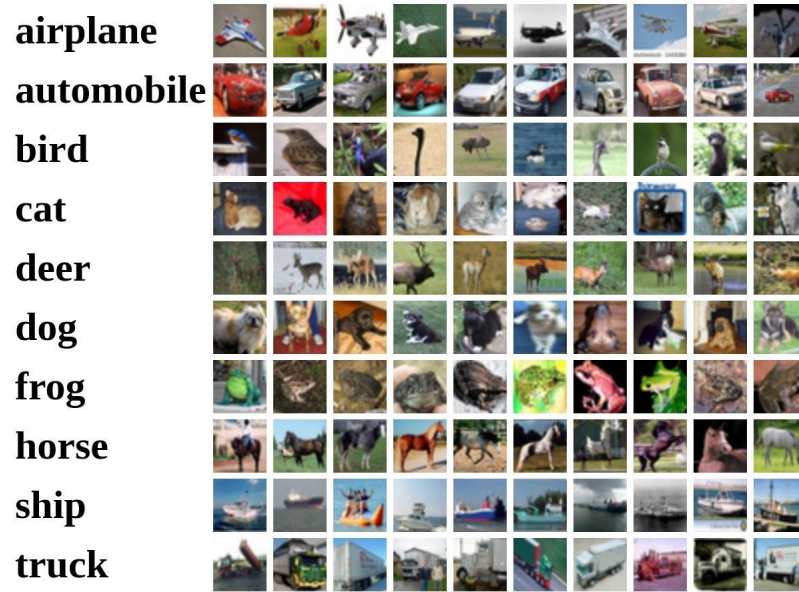 airplane
automobile
bird
cat
deer
dog
frog
horse
ship
truck